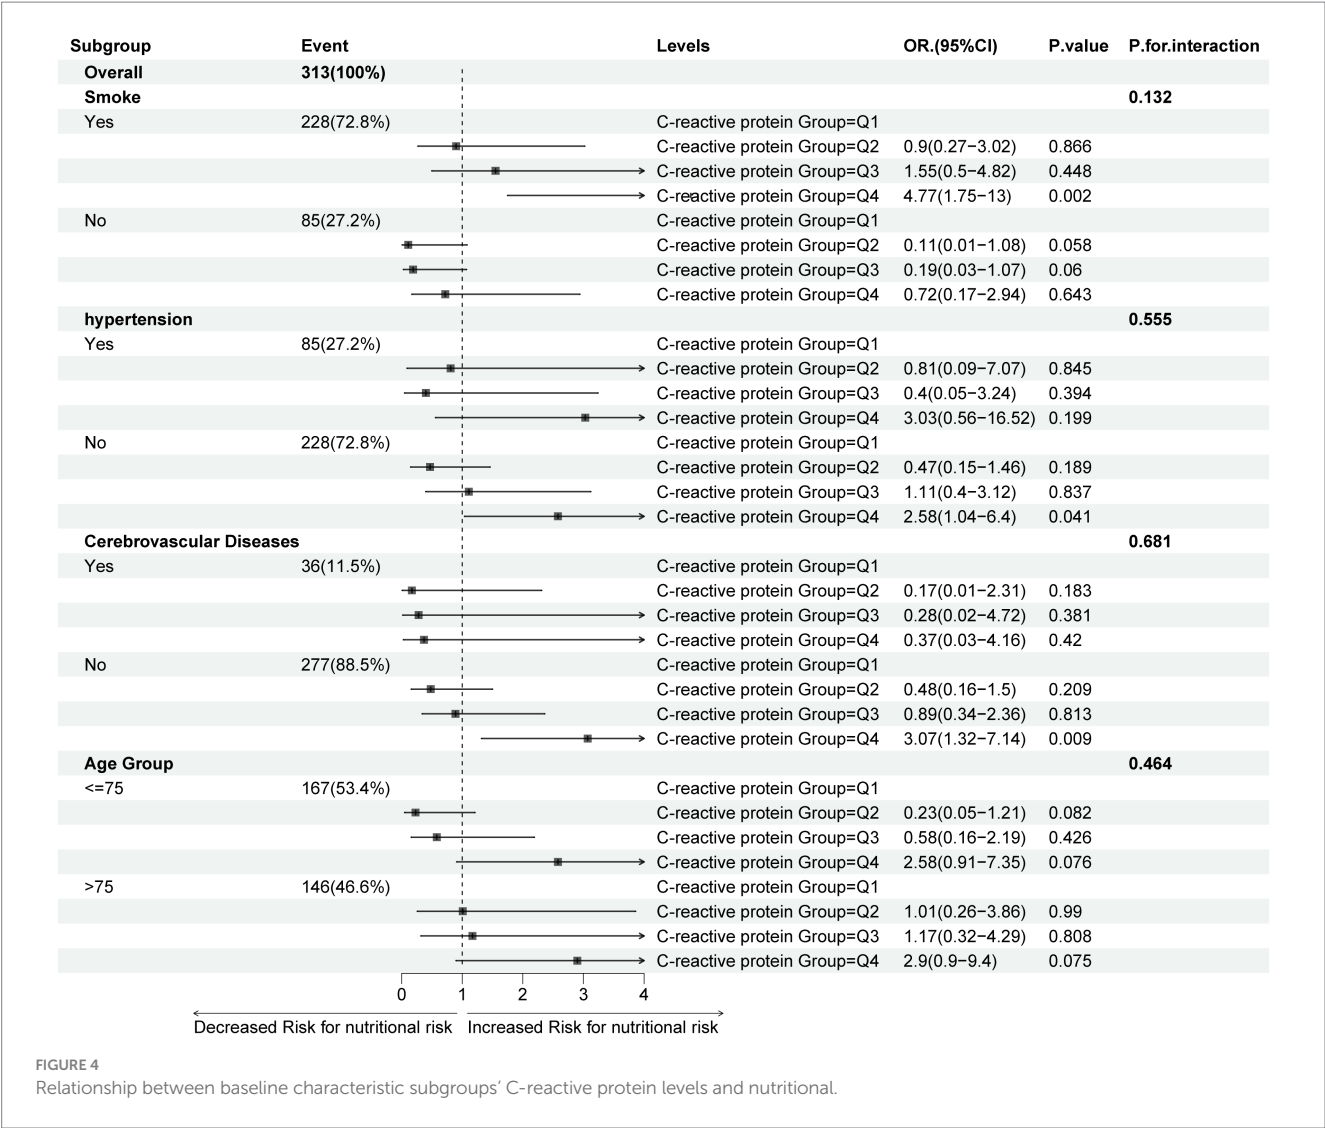 Subgroup Event Levels OR.(95%CI) P.value P.for.interaction
Overall 313(100%)
Smoke 0.132
Yes 228(72.8%) C-reactive protein Group=Q1
C-reactive protein Group=Q2 0.9(0.27−3.02) 0.866
C-reactive protein Group=Q3 1.55(0.5−4.82) 0.448
C-reactive protein Group=Q4 4.77(1.75−13) 0.002
No 85(27.2%) C-reactive protein Group=Q1
C-reactive protein Group=Q2 0.11(0.01−1.08) 0.058
C-reactive protein Group=Q3 0.19(0.03−1.07) 0.06
C-reactive protein Group=Q4 0.72(0.17−2.94) 0.643
hypertension 0.555
Yes 85(27.2%) C-reactive protein Group=Q1
C-reactive protein Group=Q2 0.81(0.09−7.07) 0.845
C-reactive protein Group=Q3 0.4(0.05−3.24) 0.394
C-reactive protein Group=Q4 3.03(0.56−16.52) 0.199
No 228(72.8%) C-reactive protein Group=Q1
C-reactive protein Group=Q2 0.47(0.15−1.46) 0.189
C-reactive protein Group=Q3 1.11(0.4−3.12) 0.837
C-reactive protein Group=Q4 2.58(1.04−6.4) 0.041
Cerebrovascular Diseases 0.681
Yes 36(11.5%) C-reactive protein Group=Q1
C-reactive protein Group=Q2 0.17(0.01−2.31) 0.183
C-reactive protein Group=Q3 0.28(0.02−4.72) 0.381
C-reactive protein Group=Q4 0.37(0.03−4.16) 0.42
No 277(88.5%) C-reactive protein Group=Q1
C-reactive protein Group=Q2 0.48(0.16−1.5) 0.209
C-reactive protein Group=Q3 0.89(0.34−2.36) 0.813
C-reactive protein Group=Q4 3.07(1.32−7.14) 0.009
Age Group 0.464
<=75 167(53.4%) C-reactive protein Group=Q1
C-reactive protein Group=Q2 0.23(0.05−1.21) 0.082
C-reactive protein Group=Q3 0.58(0.16−2.19) 0.426
C-reactive protein Group=Q4 2.58(0.91−7.35) 0.076
>75 146(46.6%) C-reactive protein Group=Q1
C-reactive protein Group=Q2 1.01(0.26−3.86) 0.99
C-reactive protein Group=Q3 1.17(0.32−4.29) 0.808
C-reactive protein Group=Q4 2.9(0.9−9.4) 0.075
0 1 2 3 4
Decreased Risk for nutritional risk Increased Risk for nutritional risk
FIGURE 4
Relationship between baseline characteristic subgroups' C-reactive protein levels and nutritional.